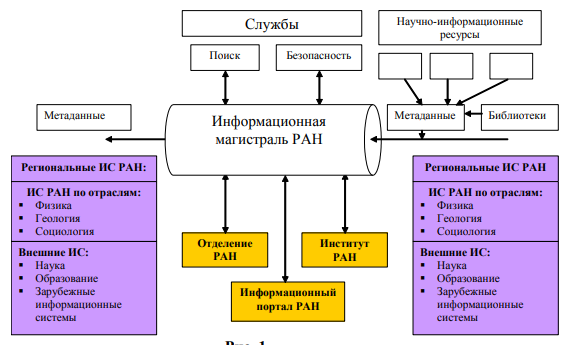 Службы
Научно-информационные
ресурсы
Поиск
Безопасность
Метаданные
Информационная
магистраль РАН
Метаданные
Библиотеки
Региональные ИС РАН:
ИС РАН по отраслям:
▪ Физика
▪ Геология
▪ Социология
Внешние ИС:
▪ Наука
▪ Образование
▪ Зарубежные
информационные
системы
Отделение
РАН
Институт
РАН
Информационный
портал РАН
Региональные ИС РАН
ИС РАН по отраслям:
▪ Физика
▪ Геология
▪ Социология
Внешние ИС:
▪ Наука
▪ Образование
▪ Зарубежные
информационные
системы